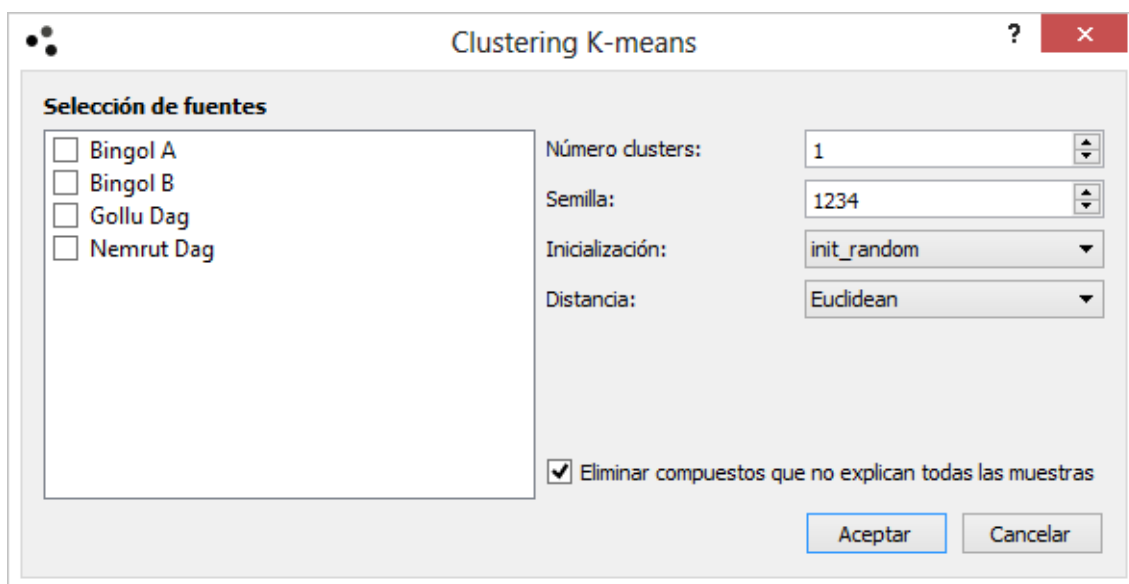 Clustering K-means
?
Selección de fuentes
Bingol A
Bingol B
Gollu Dag
Nemrut Dag
Número clusters: 1
Semilla: 1234
Inicialización: init_random
Distancia: Euclidean
Eliminar compuestos que no explican todas las muestras
Aceptar Cancelar